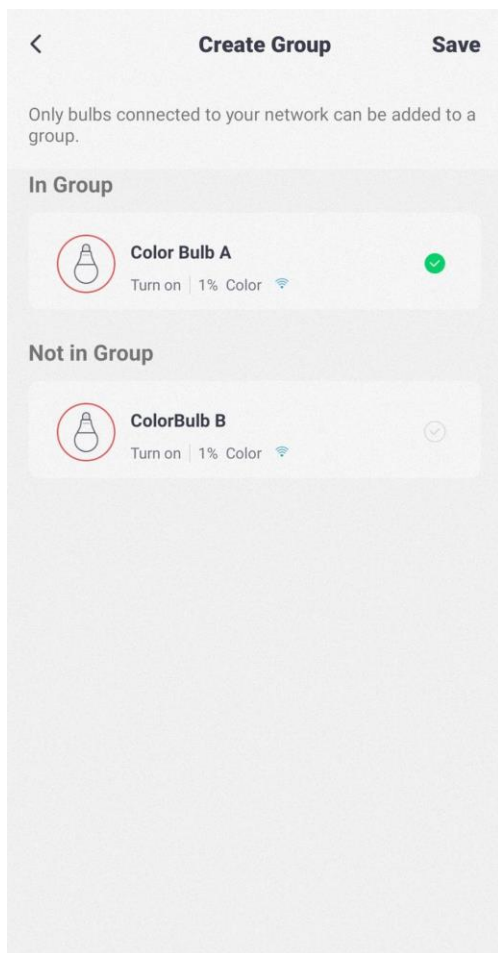 Create Group Save
Only bulbs connected to your network can be added to a
group.
In Group
Color Bulb A
Turn on 1% Color
Not in Group
ColorBulb B
Turn on 1% Color